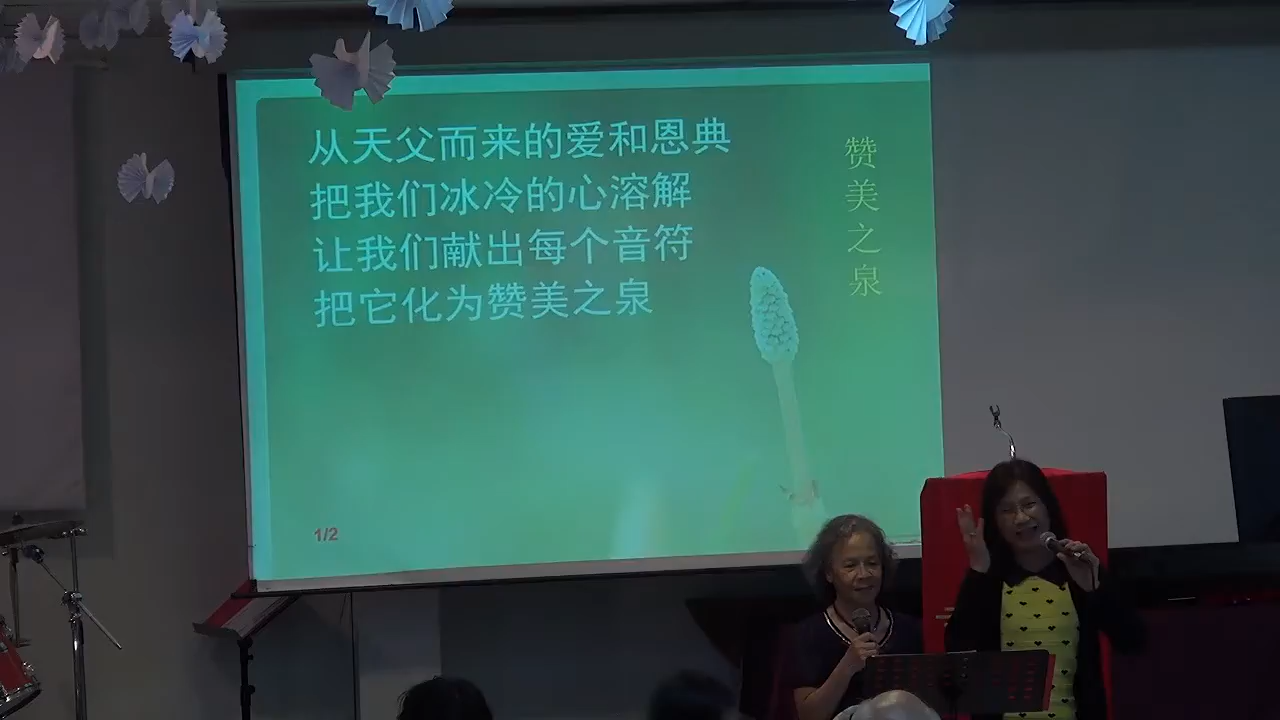 从天父而来的爱和恩典
把我们冰冷的心溶解
让我们献出每个音符
把它化为赞美之泉
赞美之泉
1/2